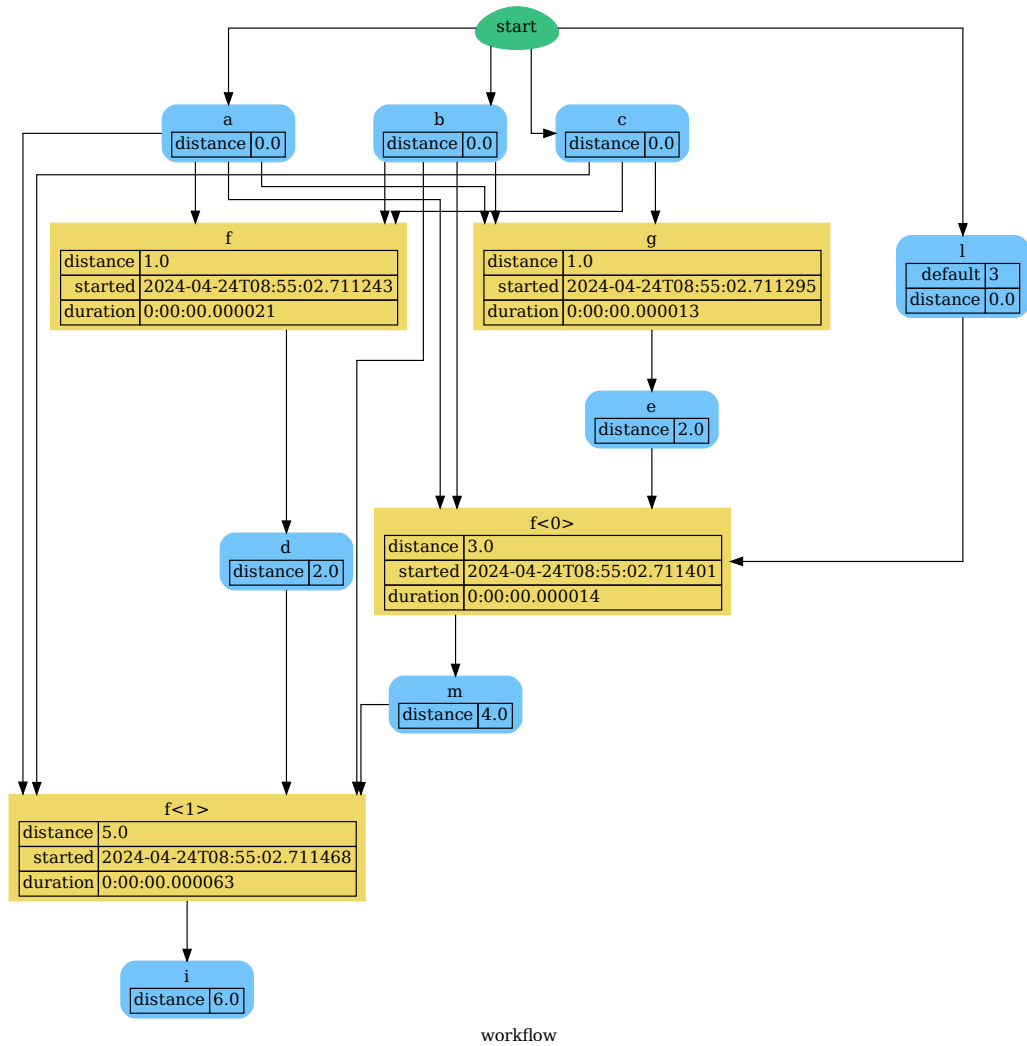 start
a
distance 0.0
b
distance 0.0
c
distance 0.0
f
distance 1.0
started 2024-04-24T08:55:02.711243
duration 0:00:00.000021
g
distance 1.0
started 2024-04-24T08:55:02.711295
duration 0:00:00.000013
l
default 3
distance 0.0
e
distance 2.0
f<0>
distance 3.0
started 2024-04-24T08:55:02.711401
duration 0:00:00.000014
d
distance 2.0
m
distance 4.0
f<1>
distance 5.0
started 2024-04-24T08:55:02.711468
duration 0:00:00.000063
i
distance 6.0
workflow